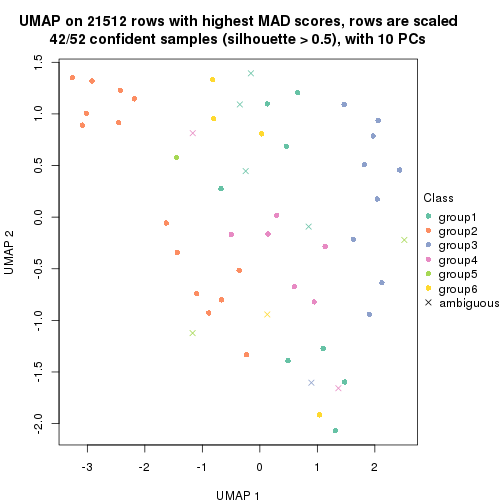 UMAP on 21512 rows with highest MAD scores, rows are scaled
42/52 confident samples (silhouette > 0.5), with 10 PCs
1.5
1.0
0.5
0.0
-0.5
-1.0
-1.5
-2.0
UMAP 2
-3
-2
-1
0
1
2
UMAP 1
Class
group1
group2
group3
group4
group5
group6
ambiguous